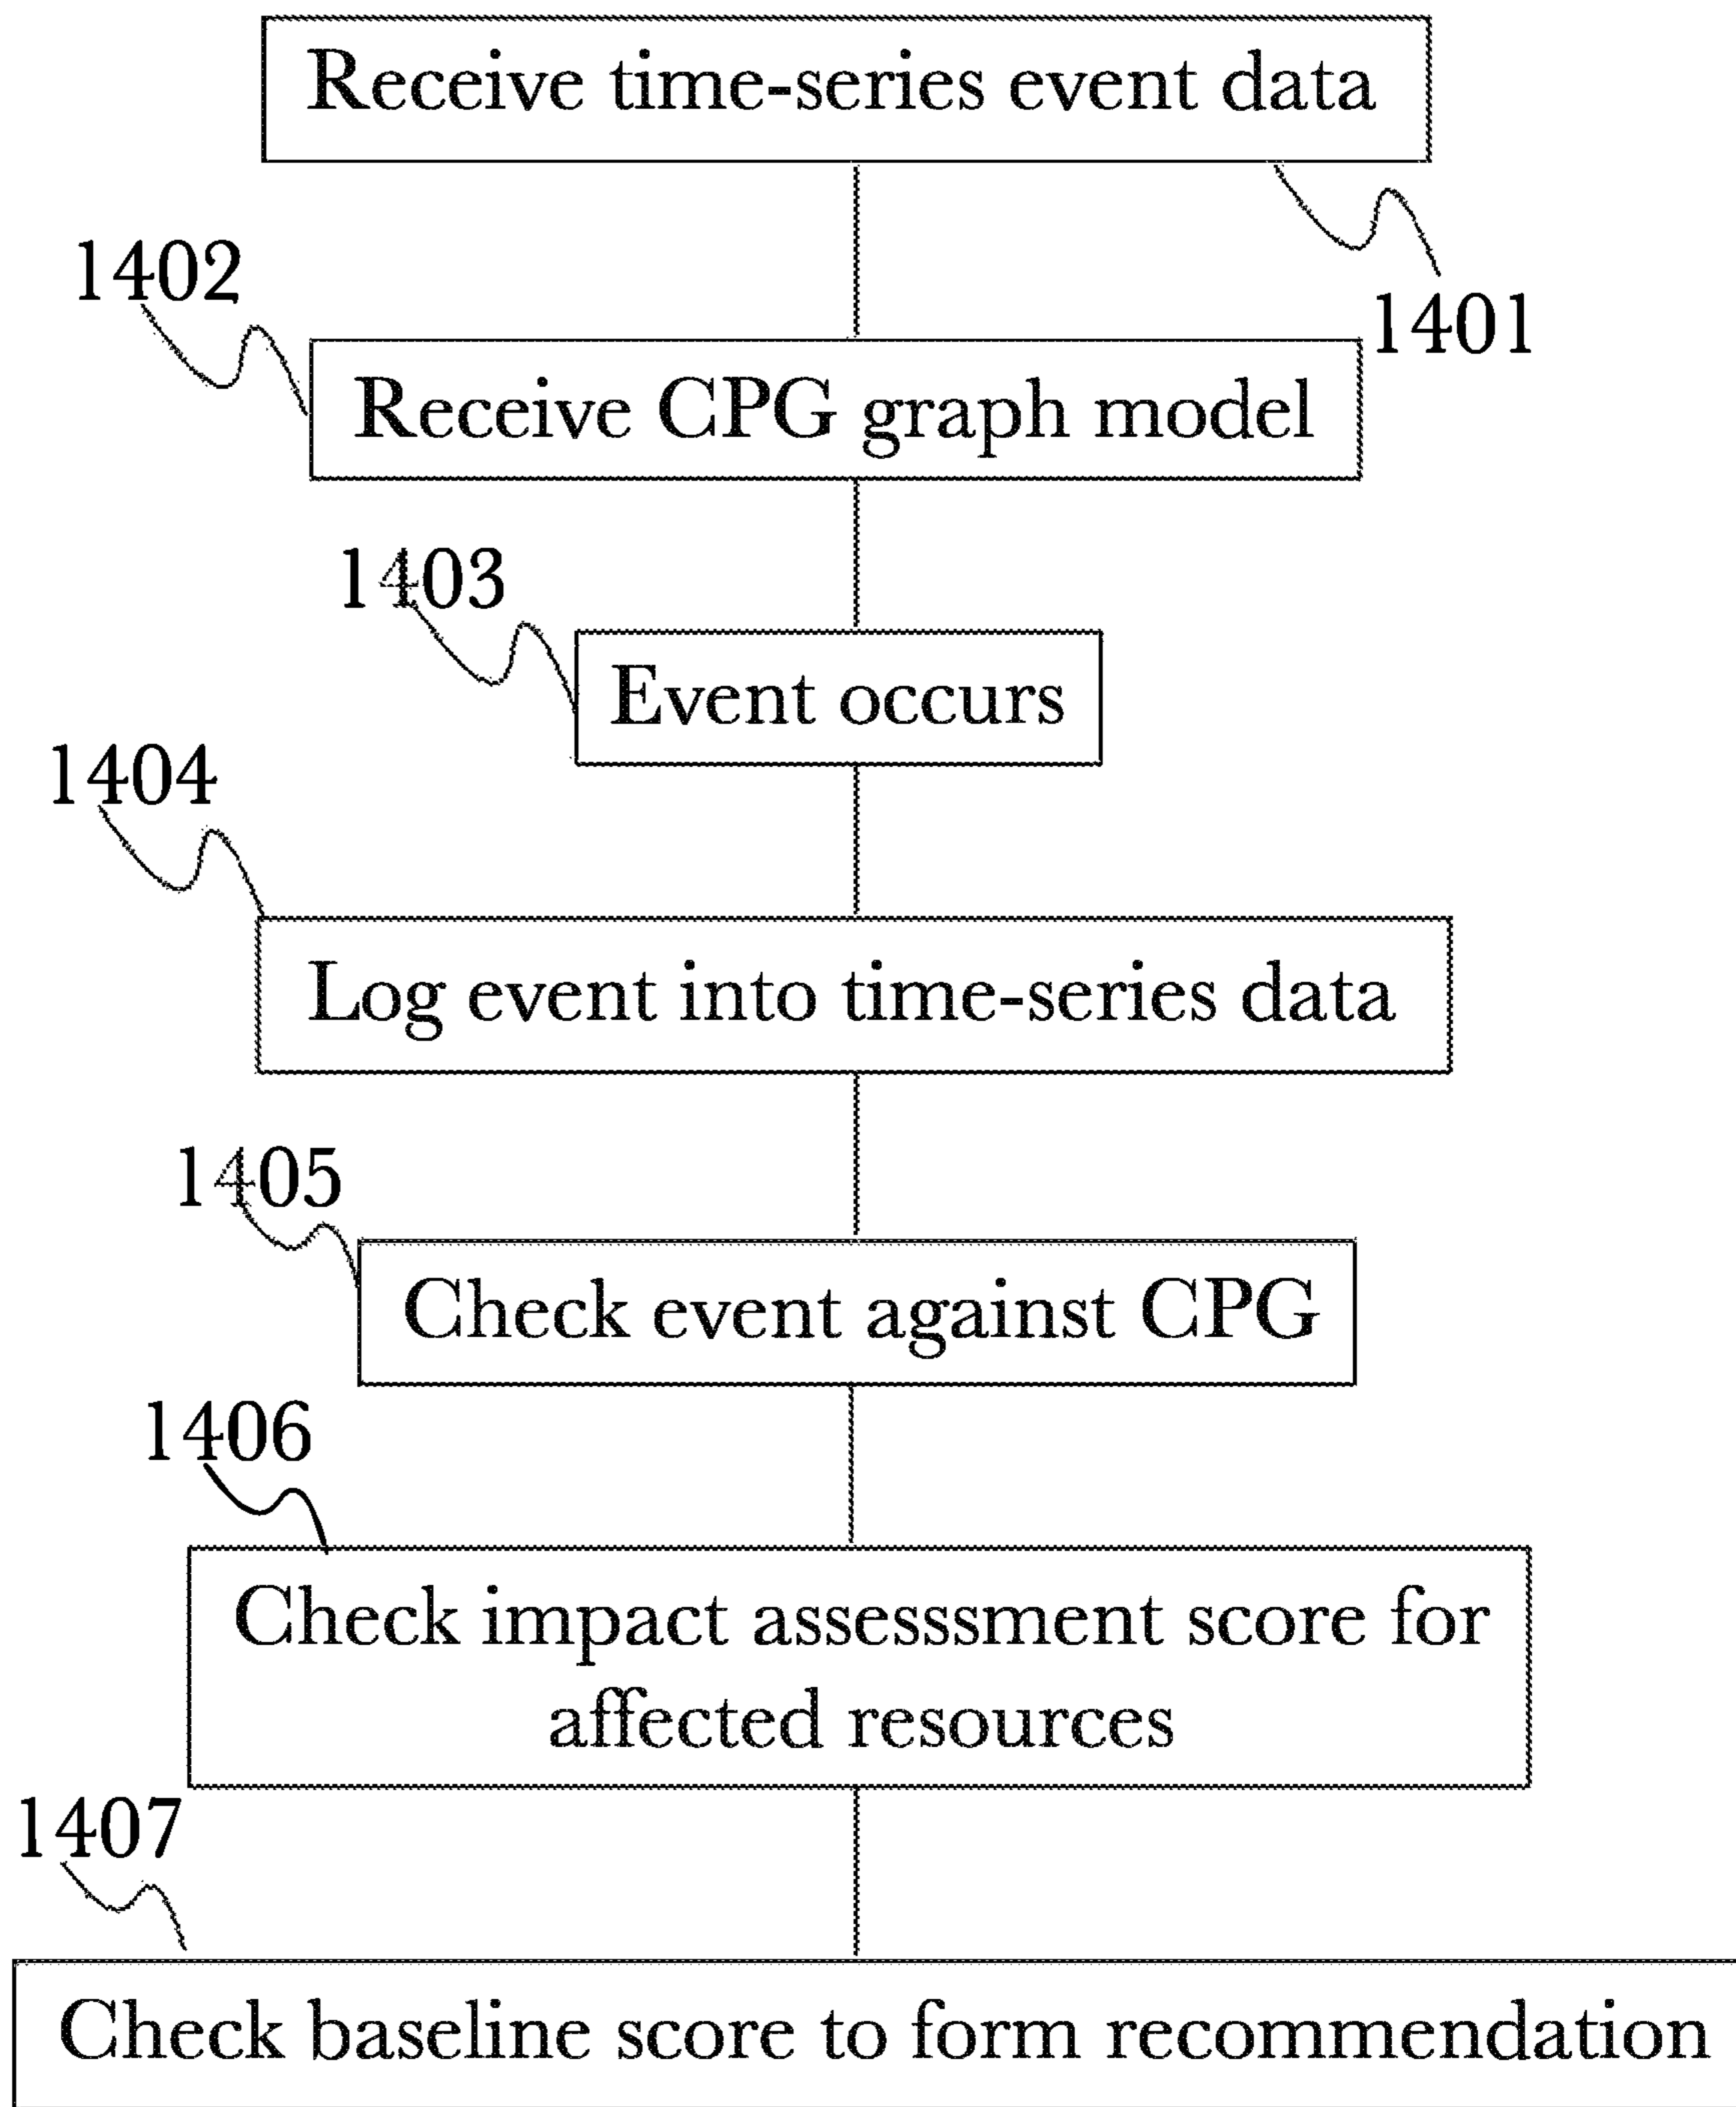 Receive time-series event data
1401
1402
Receive CPG graph model
1403
Event occurs
1404
Log event into time-series data
1405
Check event against CPG
1406
Check impact assesssment score for
affected resources
1407
Check baseline score to form recommendation